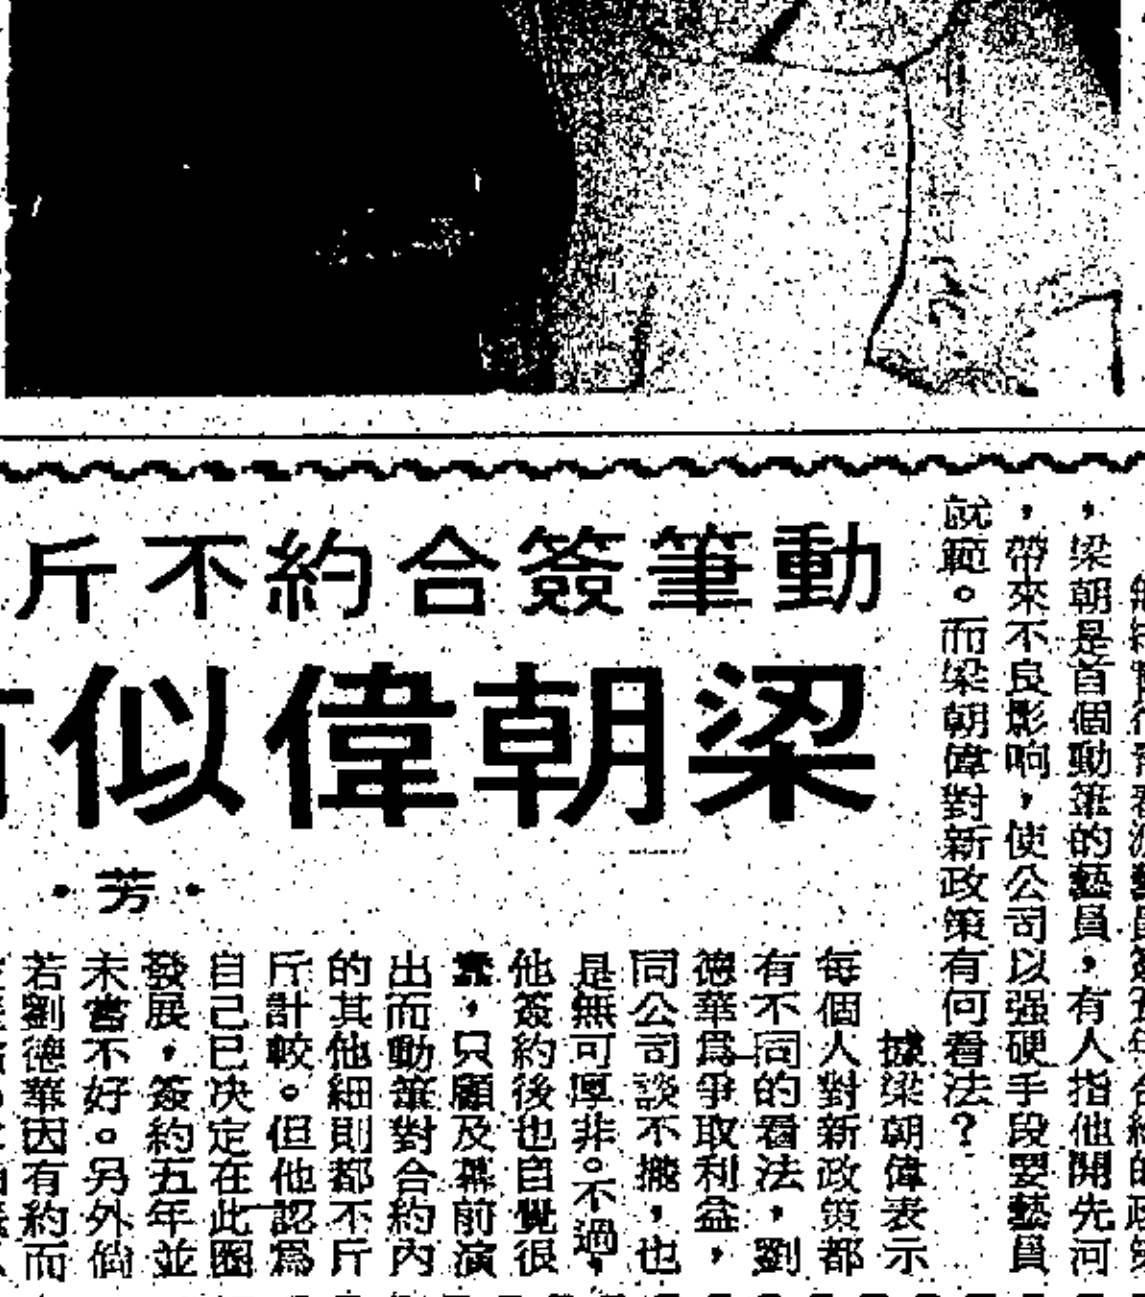 動筆簽合約不斤
梁朝偉似
·芳·
，梁朝是首個動筆的藝員，有人指他開先河
，帶來不良影响，使公司以强硬手段要藝員
就範。而梁朝偉對新政策有何看法？
據梁朝偉表示
每個人對新政策都
有不同的看法，劉
德華爲爭取利益，
同公司談不攏，也
是無可厚非。不過，
他簽約後也自覺很
蠢，只顧及幕前演
出而動筆對合約內
的其他細則都不斤
斤計較。但他認爲
自己已决定在此圈
發展，簽約五年並
未嘗不好。另外倘
若劉德華因有約而